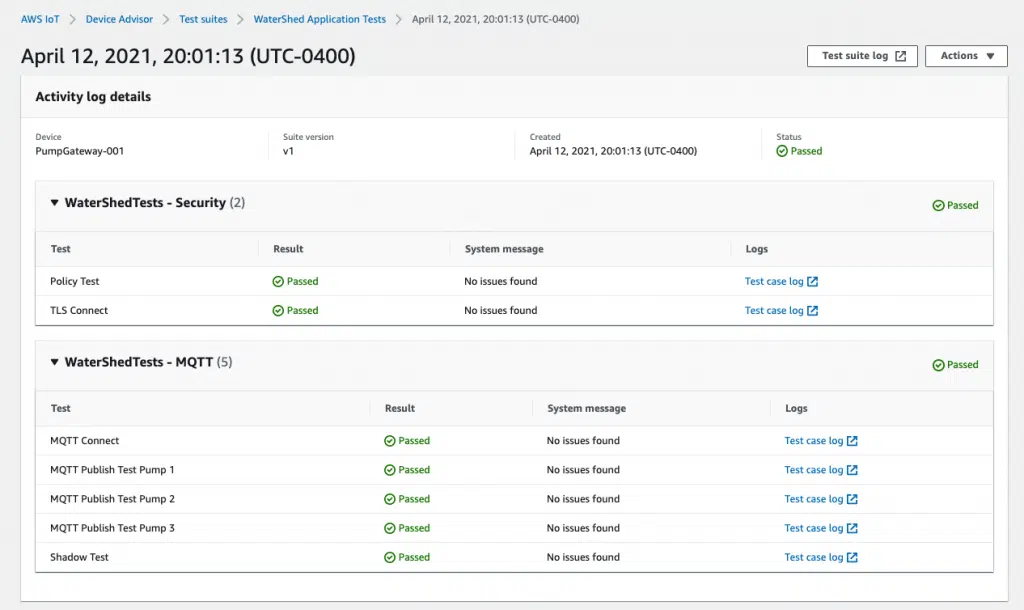 AWS IoT > Device Advisor > Test suites > WaterShed Application Tests > April 12, 2021, 20:01:13 (UTC-0400)
April 12, 2021, 20:01:13 (UTC-0400) Test suite log Actions ▼
Activity log details
Device Suite version Created Status
PumpGateway-001 v1 April 12, 2021, 20:01:13 (UTC-0400) Passed
▼ WaterShedTests - Security (2) Passed
Test Result System message Logs
Policy Test Passed No issues found Test case log
TLS Connect Passed No issues found Test case log
▼ WaterShedTests - MQTT (5) Passed
Test Result System message Logs
MQTT Connect Passed No issues found Test case log
MQTT Publish Test Pump 1 Passed No issues found Test case log
MQTT Publish Test Pump 2 Passed No issues found Test case log
MQTT Publish Test Pump 3 Passed No issues found Test case log
Shadow Test Passed No issues found Test case log